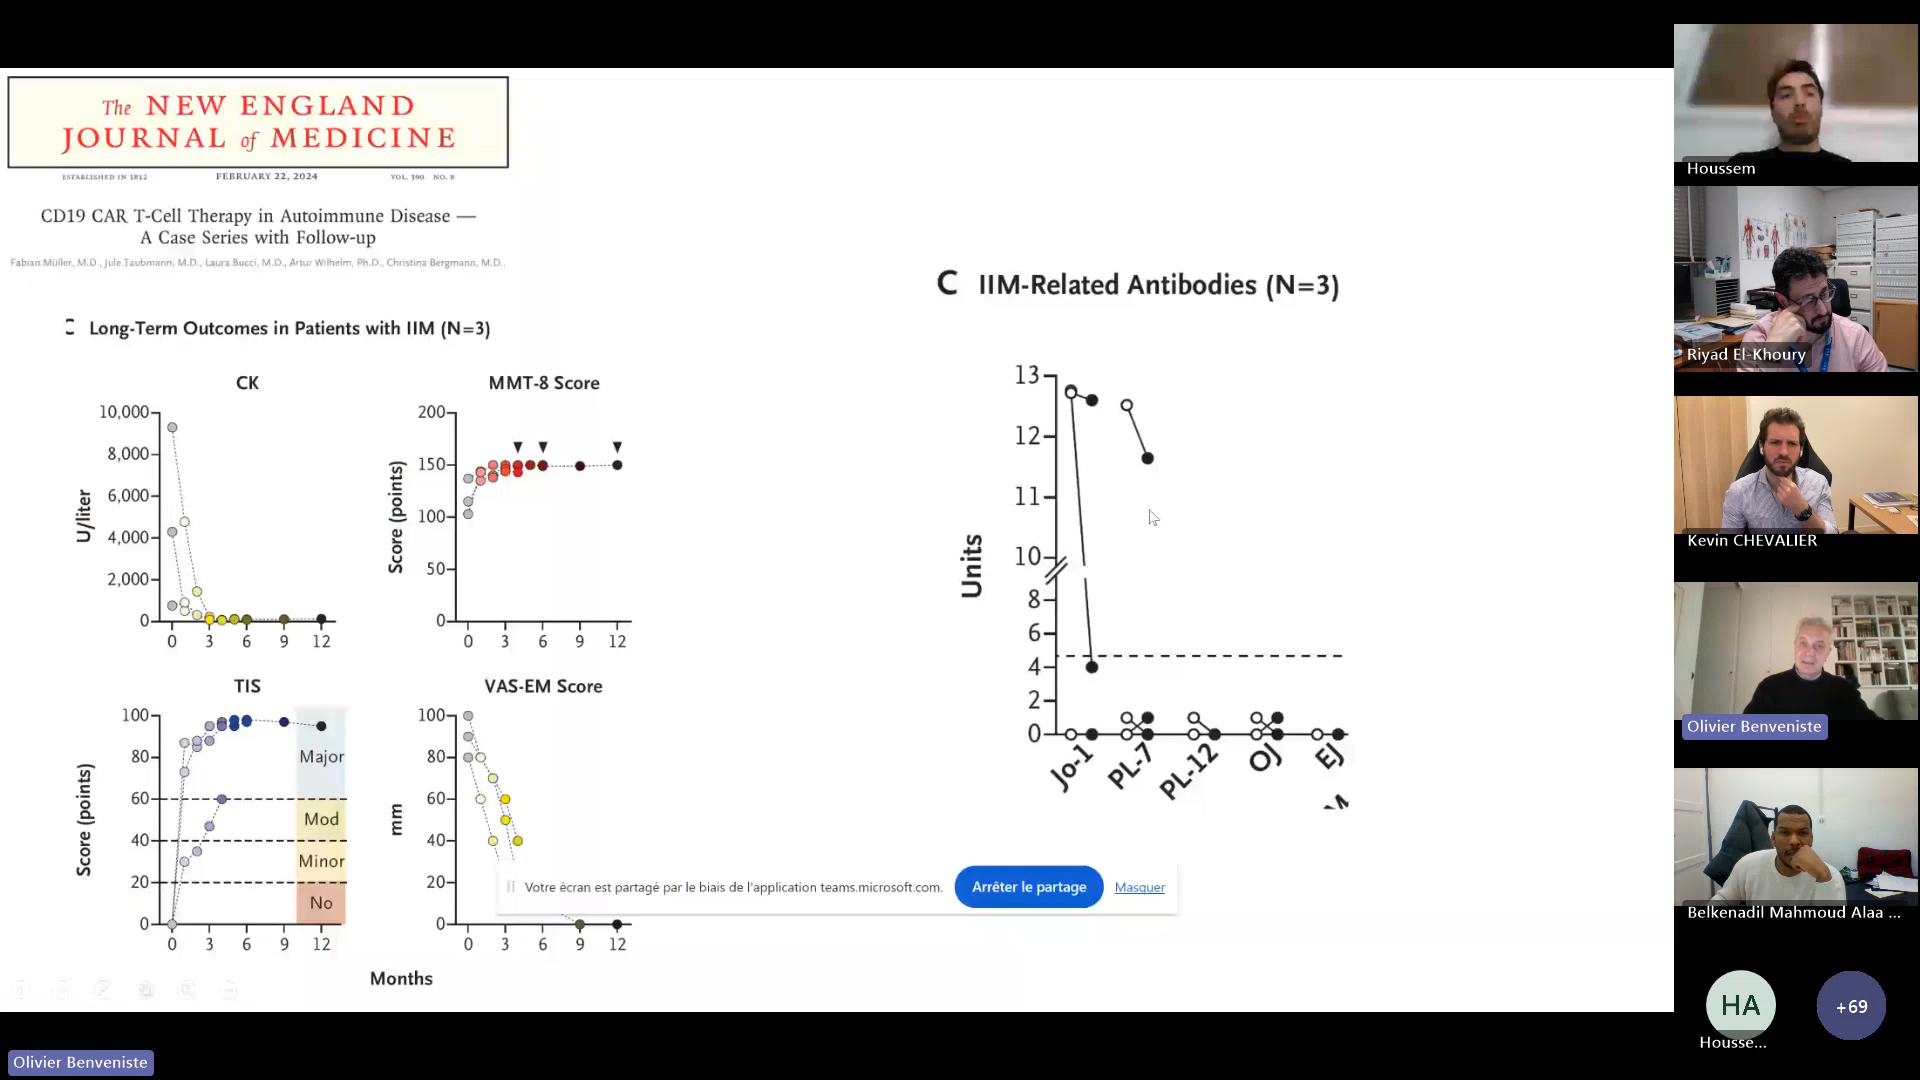 The NEW ENGLAND
JOURNAL of MEDICINE
ESTABLISHED IN 1812
FEBRUARY 22, 2024
VOL. 390 NO. 8
CD19 CAR T-Cell Therapy in Autoimmune Disease —
A Case Series with Follow-up
Fabian Müller, M.D., Jule Taubmann, M.D., Laura Bucci, M.D., Artur Wilhelm, Ph.D., Christina Bergmann, M.D.,
Long-Term Outcomes in Patients with IIM (N=3)
CK
10,000
8,000
6,000
4,000
2,000
0
U/liter
0 3 6 9 12
MMT-8 Score
200
150
100
50
0
Score (points)
0 3 6 9 12
TIS
100
80
60
40
20
0
Score (points)
Major
Mod
Minor
No
0 3 6 9 12
VAS-EM Score
100
80
60
40
20
0
mm
0 3 6 9 12
Months
C IIM-Related Antibodies (N=3)
13
12
11
10
8
6
4
2
0
Units
Jo-1
PL-7
PL-12
OJ
EJ
M
Votre écran est partagé par le biais de l'application teams.microsoft.com.
Arrêter le partage
Masquer
Houssem
Riyad El-Khoury
Kevin CHEVALIER
Olivier Benveniste
Belkenadil Mahmoud Alaa ...
HA
Housse...
+69
Olivier Benveniste